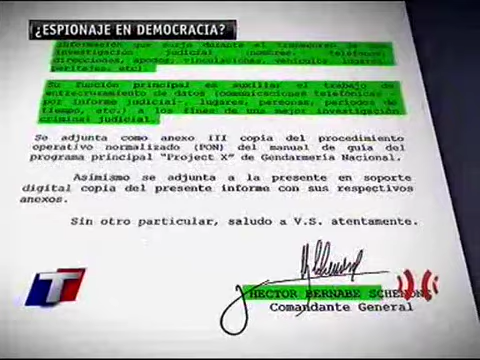 ¿ESPIONAJE EN DEMOCRACIA?
información que surja durante el transcurso de la
investigación judicial (nombres, teléfonos,
direcciones, apodos, vinculaciones, vehículos, lugares,
peritajes, etc).
Su función principal es auxiliar el trabajo de
entrecruzamiento de datos (comunicaciones telefónicas -
por informe judicial-, lugares, personas, períodos de
tiempo, etc.) a los fines de una mejor investigación
criminal judicial.
Se adjunta como anexo III copia del procedimiento
operativo normalizado (PON) del manual de guía del
programa principal "Project X" de Gendarmería Nacional.
Asimismo se adjunta a la presente en soporte
digital copia del presente informe con sus respectivos
anexos.
Sin otro particular, saludo a V.S. atentamente.
HECTOR BERNABE SCHENONE
Comandante General
T